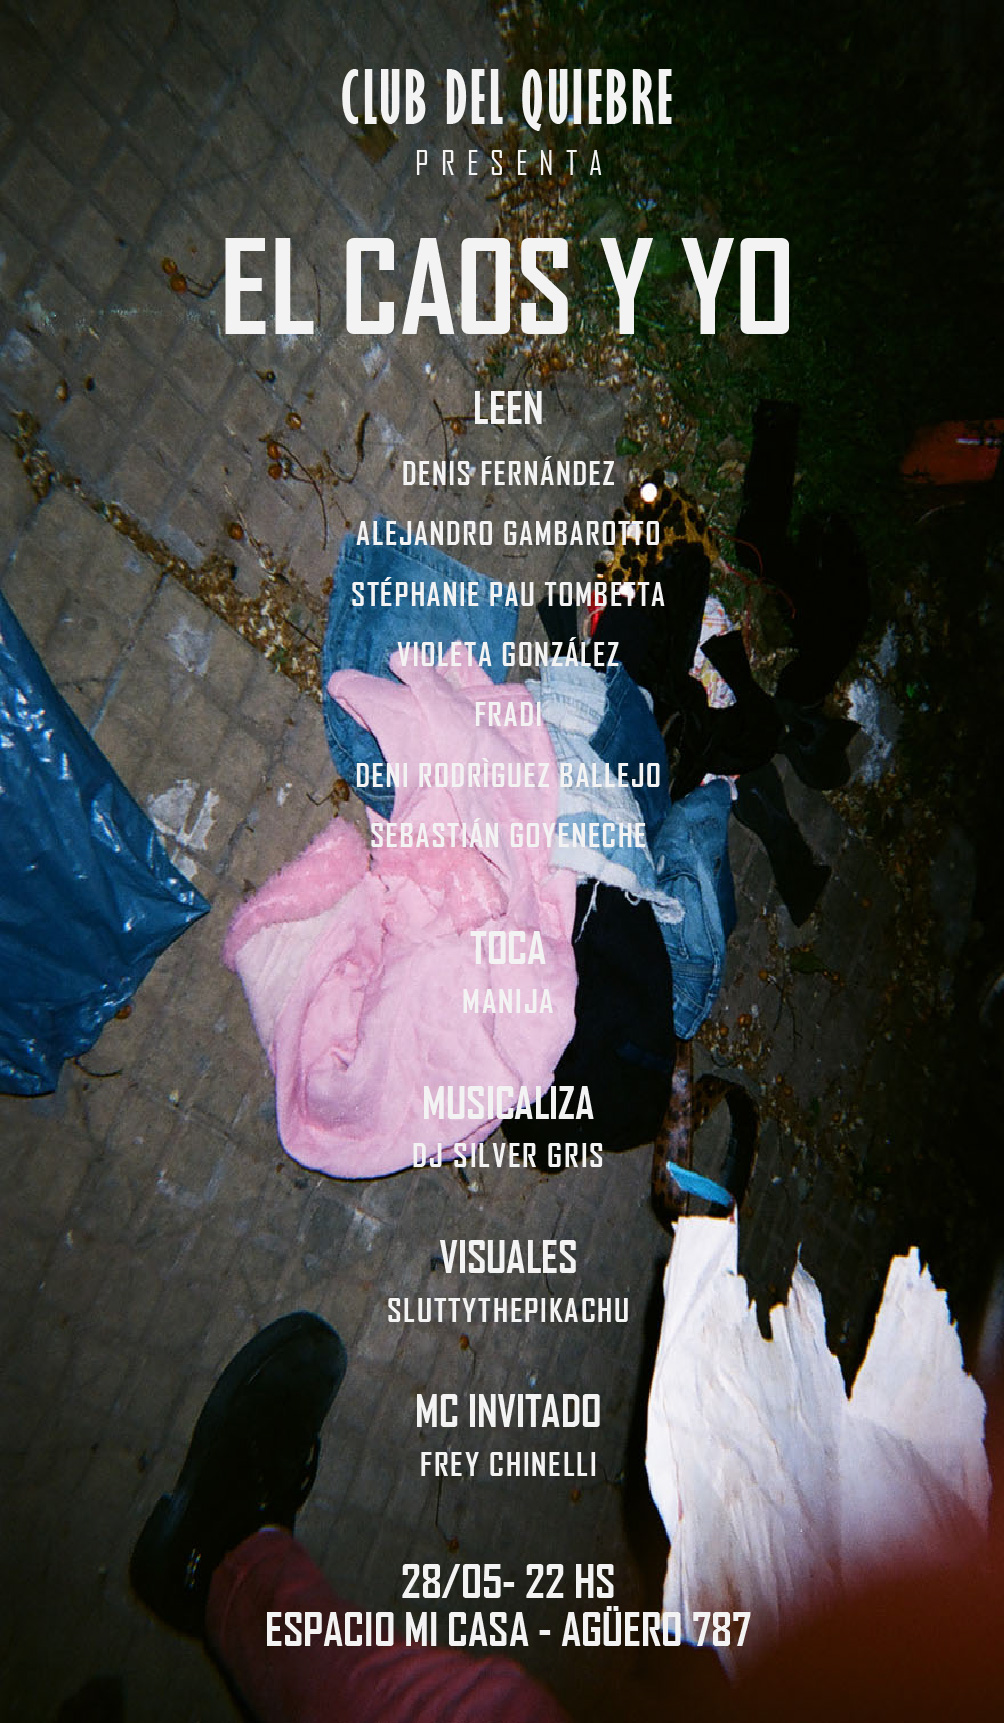 CLUB DEL QUIEBRE
PRESENTA
EL CAOS Y YO
LEEN
DENIS FERNÁNDEZ
ALEJANDRO GAMBAROTTO
STÉPHANIE PAU TOMBETTA
VIOLETA GONZÁLEZ
FRADI
DENI RODRÌGUEZ BALLEJO
SEBASTIÁN GOYENECHE
TOCA
MANIJA
MUSICALIZA
DJ SILVER GRIS
VISUALES
SLUTTYTHEPIKACHU
MC INVITADO
FREY CHINELLI
28/05- 22 HS
ESPACIO MI CASA - AGÜERO 787